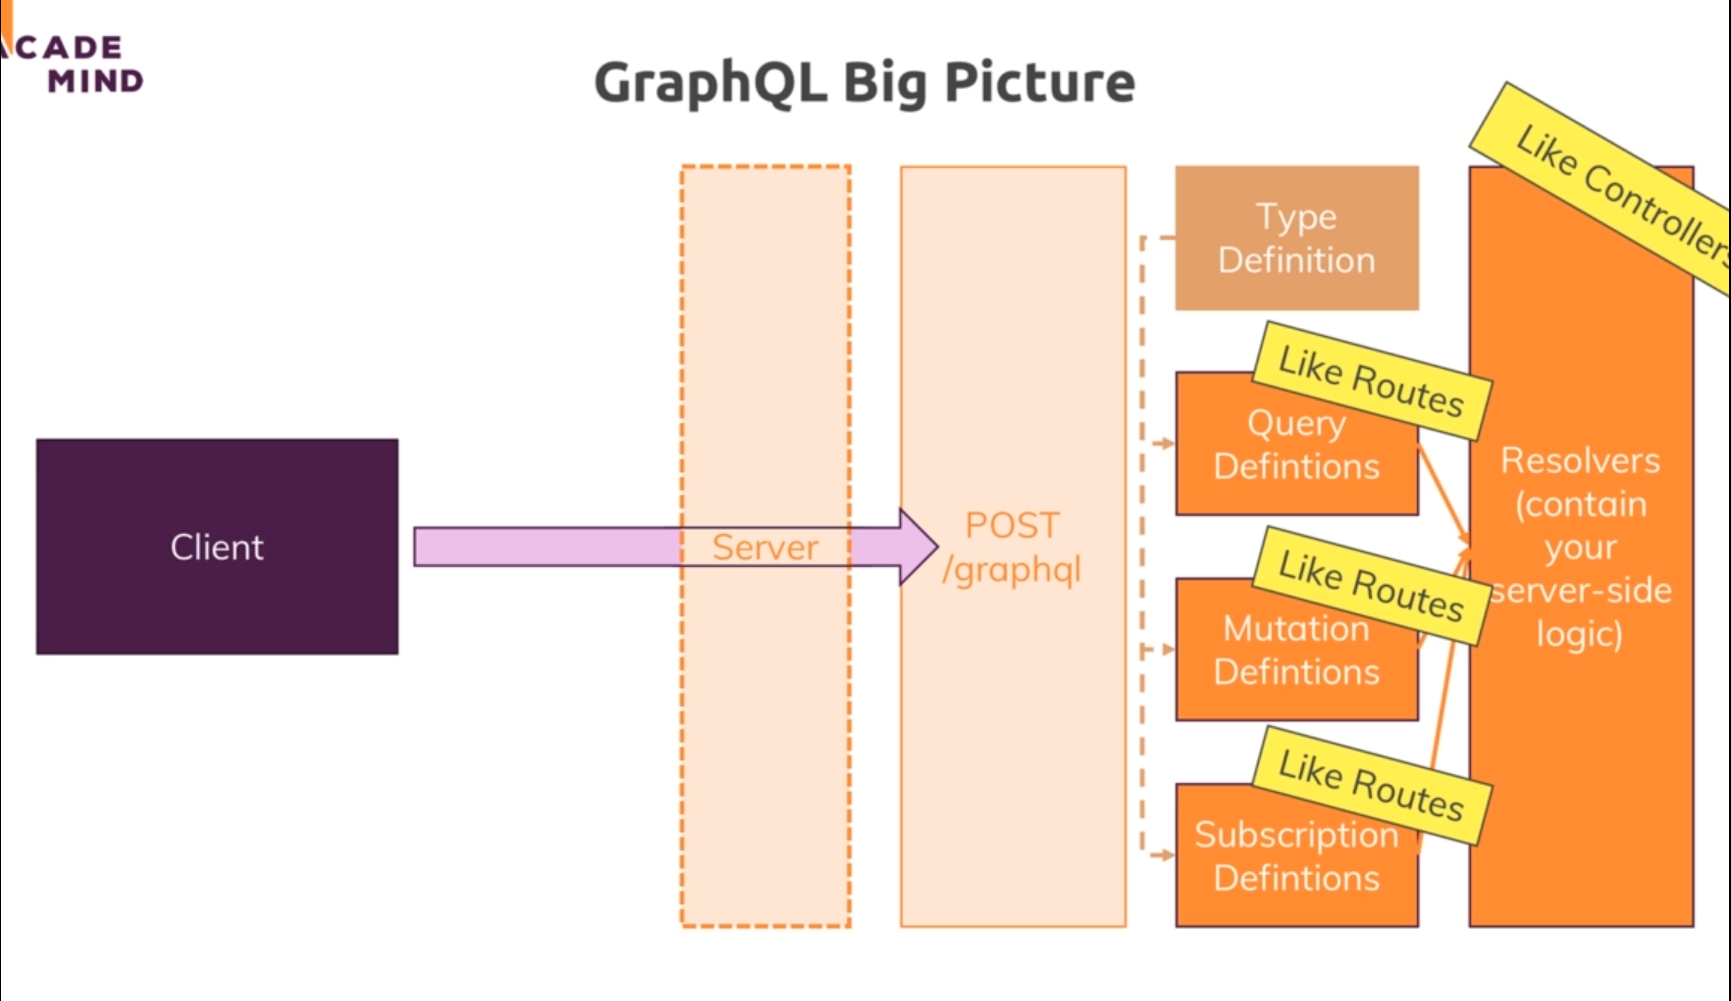 ACADE
MIND
GraphQL Big Picture
Client
Server
POST
/graphql
Type
Definition
Like Routes
Query
Defintions
Like Routes
Mutation
Defintions
Like Routes
Subscription
Defintions
Like Controllers
Resolvers
(contain
your
server-side
logic)